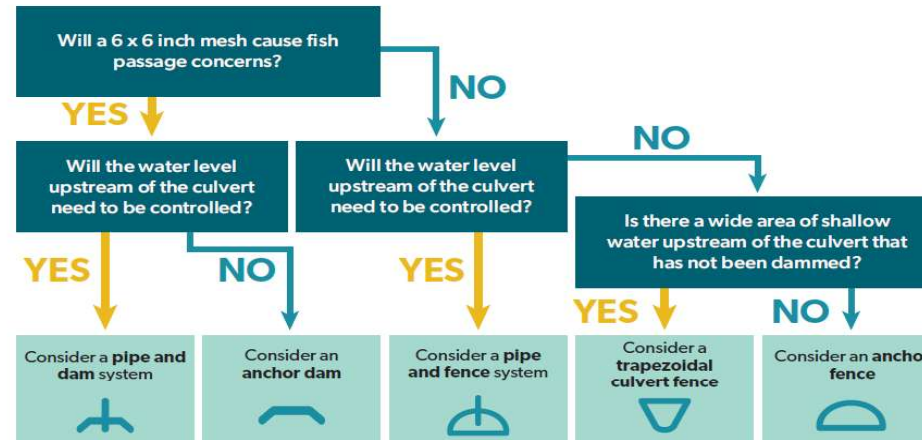 Will a 6 x 6 inch mesh cause fish
passage concerns?
NO
YES
NO
Will the water level
upstream of the culvert
need to be controlled?
Will the water level
upstream of the culvert
need to be controlled?
Is there a wide area of shallow
water upstream of the culvert that
has not been dammed?
YES
NO
YES
YES
NO
Consider a pipe and
dam system
Consider an
anchor dam
Consider a pipe
and fence system
Consider a
trapezoidal
culvert fence
Consider an ancho
fence